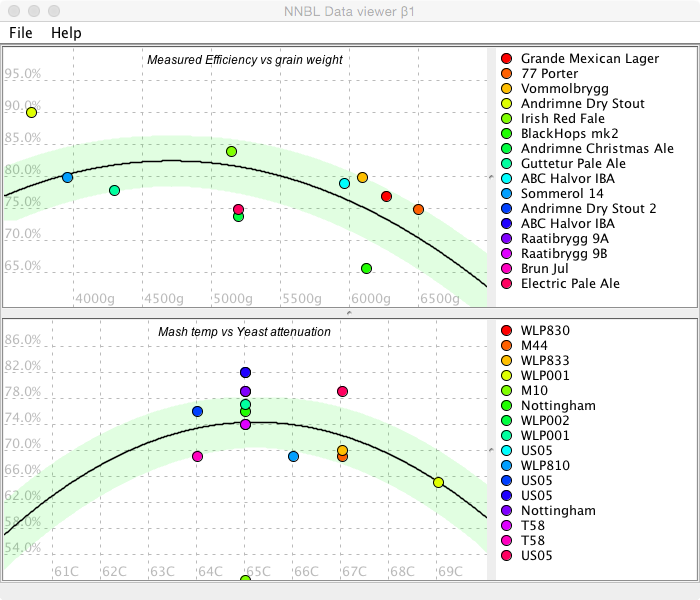 NNBL Data viewer β1
File Help
Measured Efficiency vs grain weight
95.0%
90.0%
85.0%
80.0%
75.0%
70.0%
65.0%
4000g 4500g 5000g 5500g 6000g 6500g
Grande Mexican Lager
77 Porter
Vommolbrygg
Andrimne Dry Stout
Irish Red Fale
BlackHops mk2
Andrimne Christmas Ale
Guttetur Pale Ale
ABC Halvor IBA
Sommerol 14
Andrimne Dry Stout 2
ABC Halvor IBA
Raatibrygg 9A
Raatibrygg 9B
Brun Jul
Electric Pale Ale
Mash temp vs Yeast attenuation
86.0%
82.0%
78.0%
74.0%
70.0%
66.0%
62.0%
58.0%
54.0%
61C 62C 63C 64C 65C 66C 67C 68C 69C
WLP830
M44
WLP833
WLP001
M10
Nottingham
WLP002
WLP001
US05
WLP810
US05
US05
Nottingham
T58
T58
US05